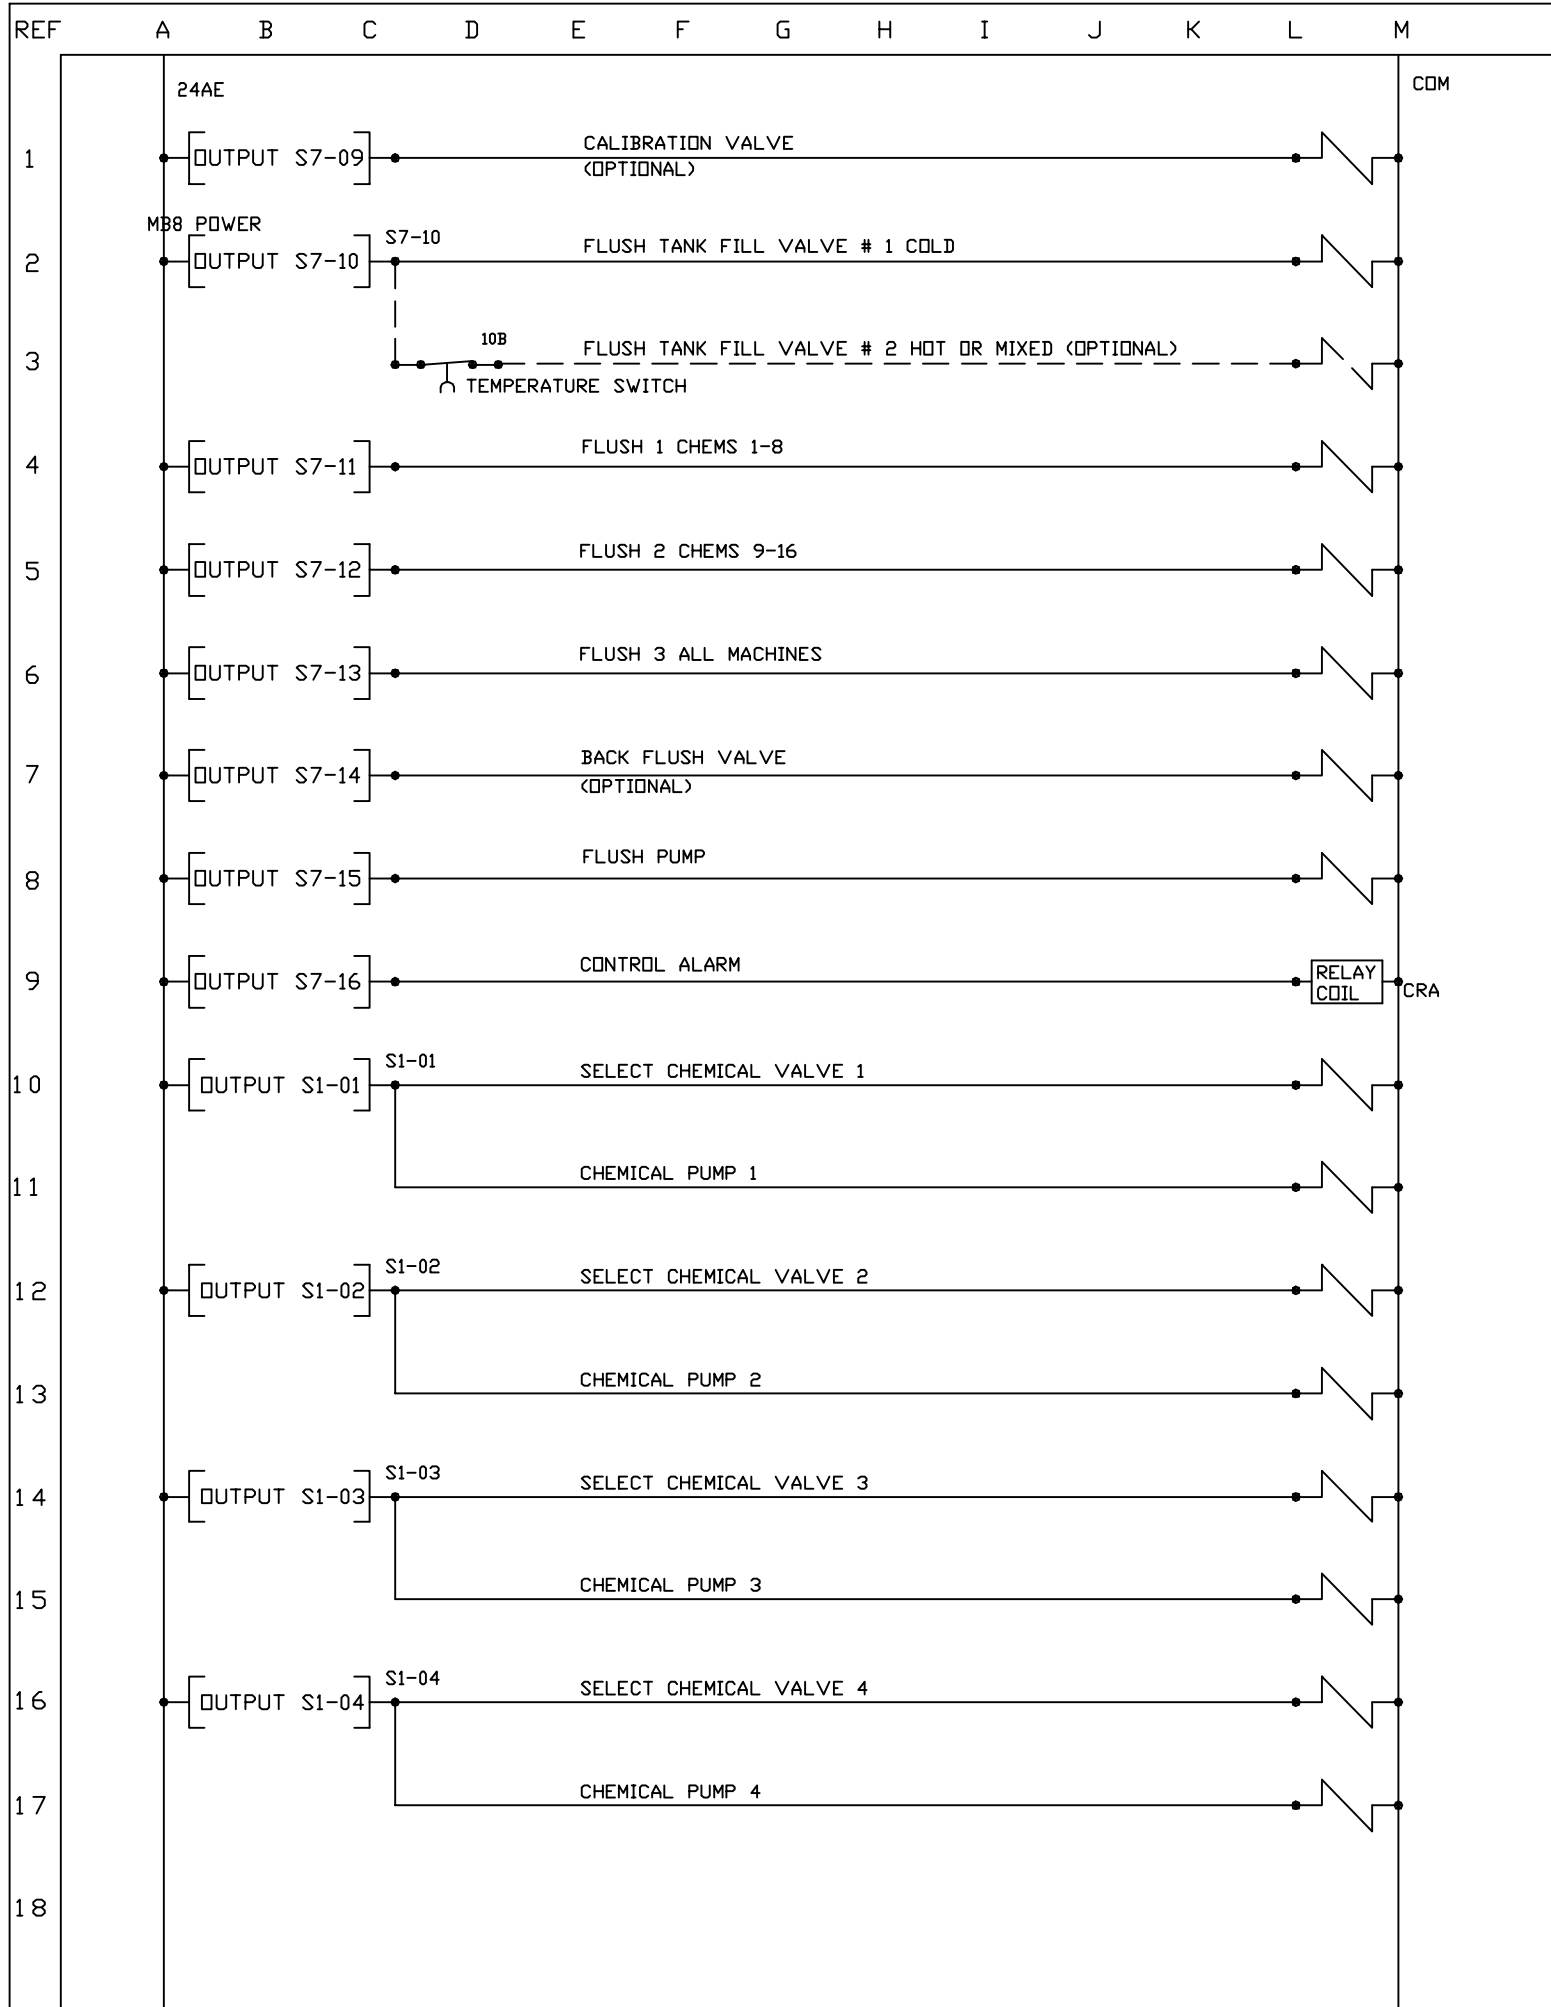 REF A B C D E F G H I J K L M
24AE COM
1 OUTPUT S7-09 CALIBRATION VALVE
(OPTIONAL)
MB8 POWER
2 OUTPUT S7-10 S7-10 FLUSH TANK FILL VALVE # 1 COLD
3 10B FLUSH TANK FILL VALVE # 2 HOT OR MIXED (OPTIONAL)
TEMPERATURE SWITCH
4 OUTPUT S7-11 FLUSH 1 CHEMS 1-8
5 OUTPUT S7-12 FLUSH 2 CHEMS 9-16
6 OUTPUT S7-13 FLUSH 3 ALL MACHINES
7 OUTPUT S7-14 BACK FLUSH VALVE
(OPTIONAL)
8 OUTPUT S7-15 FLUSH PUMP
9 OUTPUT S7-16 CONTROL ALARM RELAY
COIL CRA
10 OUTPUT S1-01 S1-01 SELECT CHEMICAL VALVE 1
11 CHEMICAL PUMP 1
12 OUTPUT S1-02 S1-02 SELECT CHEMICAL VALVE 2
13 CHEMICAL PUMP 2
14 OUTPUT S1-03 S1-03 SELECT CHEMICAL VALVE 3
15 CHEMICAL PUMP 3
16 OUTPUT S1-04 S1-04 SELECT CHEMICAL VALVE 4
17 CHEMICAL PUMP 4
18